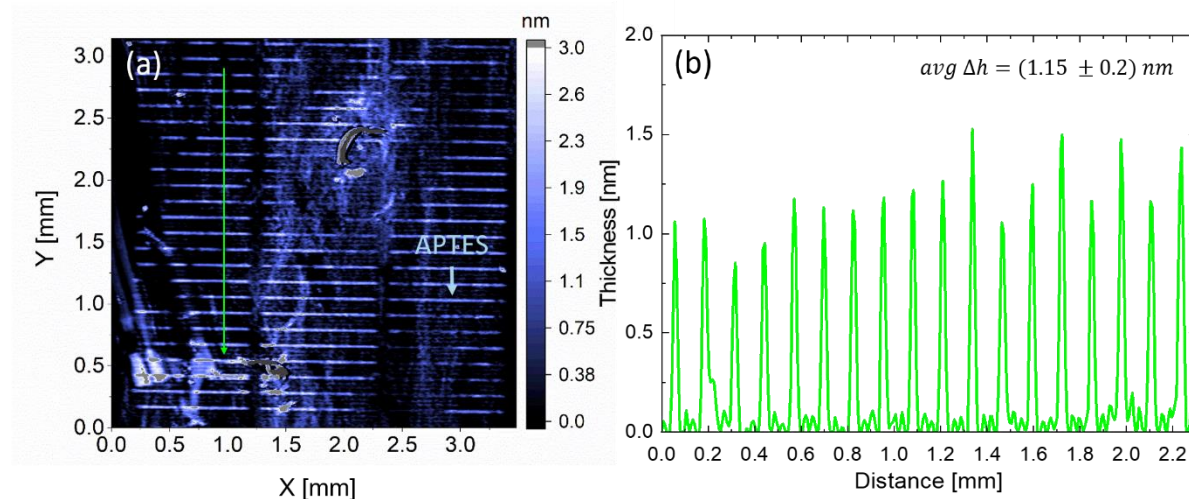 nm
(a)
3.0
2.6
2.3
1.9
1.5
1.1
0.75
0.38
0.0
Y [mm]
3.0
2.5
2.0
1.5
1.0
0.5
0.0
APTES
0.0 0.5 1.0 1.5 2.0 2.5 3.0
X [mm]
(b)
avg Δh = (1.15 ± 0.2) nm
Thickness [nm]
2.0
1.5
1.0
0.5
0.0
0.0 0.2 0.4 0.6 0.8 1.0 1.2 1.4 1.6 1.8 2.0 2.2
Distance [mm]